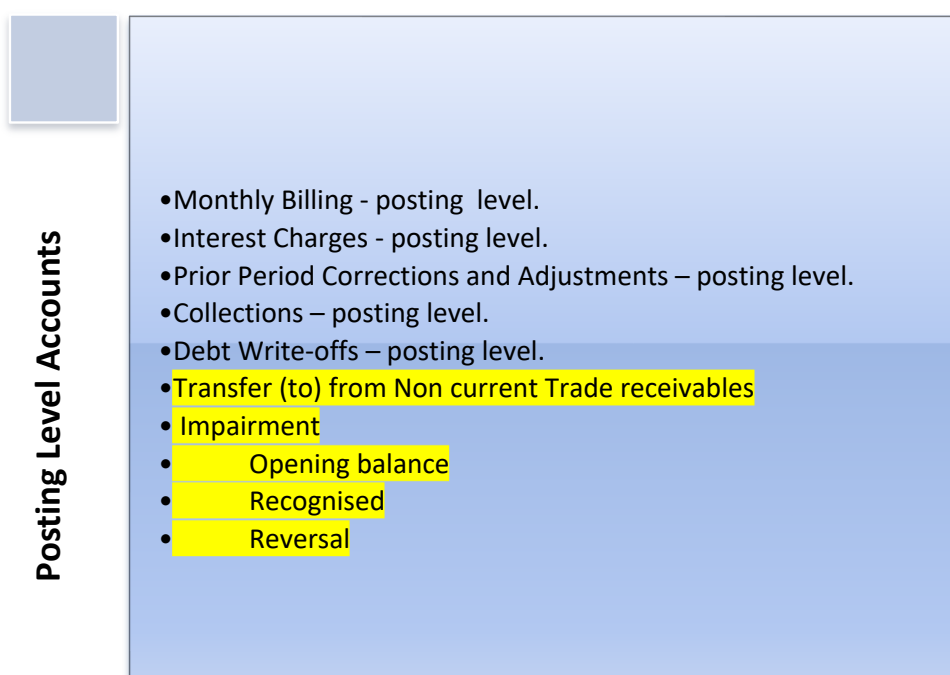 Posting Level Accounts
•Monthly Billing - posting  level.
•Interest Charges - posting level.
•Prior Period Corrections and Adjustments – posting level.
•Collections – posting level.
•Debt Write-offs – posting level.
•Transfer (to) from Non current Trade receivables
• Impairment
•	Opening balance
•	Recognised
•	Reversal